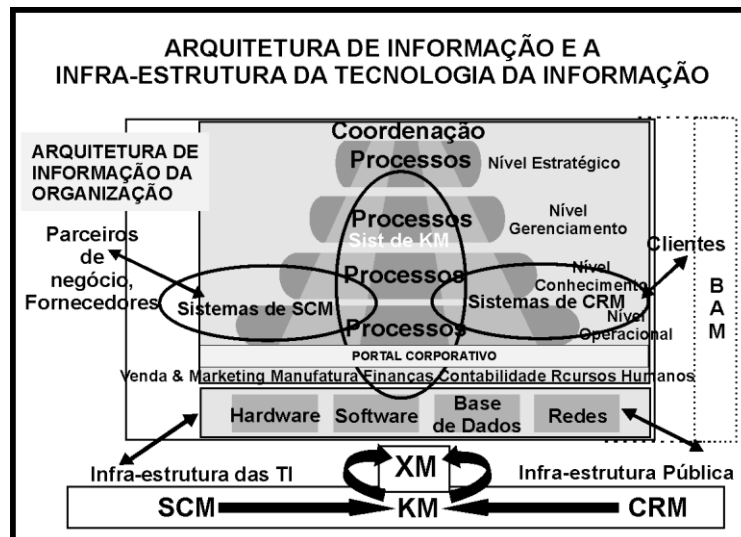 ARQUITETURA DE INFORMAÇÃO E A
INFRA-ESTRUTURA DA TECNOLOGIA DA INFORMAÇÃO
Coordenação
ARQUITETURA DE
INFORMAÇÃO DA
ORGANIZAÇÃO
Processos
Nível Estratégico
Processos
Nível
Gerenciamento
Sist de KM
Parceiros
de
negócio,
Fornecedores
Clientes
Processos
Nível
Conhecimento
Sistemas de SCM
Sistemas de CRM
Processos
Nível
Operacional
BAM
PORTAL CORPORATIVO
Venda & Marketing Manufatura Finanças Contabilidade Rcursos Humanos
Hardware
Software
Base
de Dados
Redes
Infra-estrutura das TI
XM
Infra-estrutura Pública
SCM
KM
CRM